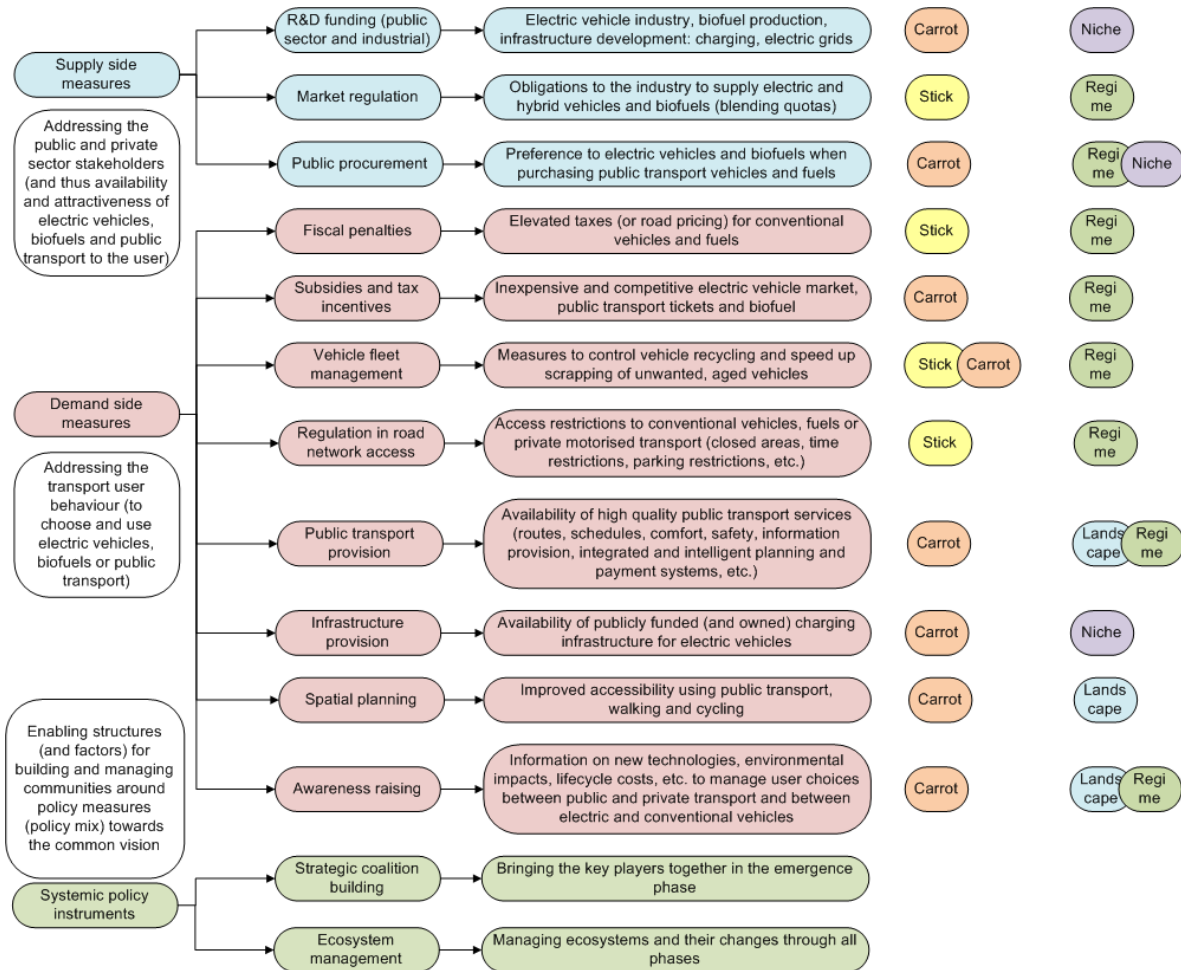 R&D funding (public
sector and industrial)
Electric vehicle industry, biofuel production,
infrastructure development: charging, electric grids
Carrot
Niche
Supply side
measures
Market regulation
Obligations to the industry to supply electric and
hybrid vehicles and biofuels (blending quotas)
Stick
Regi
me
Addressing the
public and private
sector stakeholders
(and thus availability
and attractiveness of
electric vehicles,
biofuels and public
transport to the user)
Public procurement
Preference to electric vehicles and biofuels when
purchasing public transport vehicles and fuels
Carrot
Regi
me
Niche
Fiscal penalties
Elevated taxes (or road pricing) for conventional
vehicles and fuels
Stick
Regi
me
Subsidies and tax
incentives
Inexpensive and competitive electric vehicle market,
public transport tickets and biofuel
Carrot
Regi
me
Vehicle fleet
management
Measures to control vehicle recycling and speed up
scrapping of unwanted, aged vehicles
Stick
Carrot
Regi
me
Demand side
measures
Regulation in road
network access
Access restrictions to conventional vehicles, fuels or
private motorised transport (closed areas, time
restrictions, parking restrictions, etc.)
Stick
Regi
me
Addressing the
transport user
behaviour (to
choose and use
electric vehicles,
biofuels or public
transport)
Public transport
provision
Availability of high quality public transport services
(routes, schedules, comfort, safety, information
provision, integrated and intelligent planning and
payment systems, etc.)
Carrot
Lands
cape
Regi
me
Infrastructure
provision
Availability of publicly funded (and owned) charging
infrastructure for electric vehicles
Carrot
Niche
Spatial planning
Improved accessibility using public transport,
walking and cycling
Carrot
Lands
cape
Enabling structures
(and factors) for
building and managing
communities around
policy measures
(policy mix) towards
the common vision
Awareness raising
Information on new technologies, environmental
impacts, lifecycle costs, etc. to manage user choices
between public and private transport and between
electric and conventional vehicles
Carrot
Lands
cape
Regi
me
Systemic policy
instruments
Strategic coalition
building
Bringing the key players together in the emergence
phase
Ecosystem
management
Managing ecosystems and their changes through all
phases